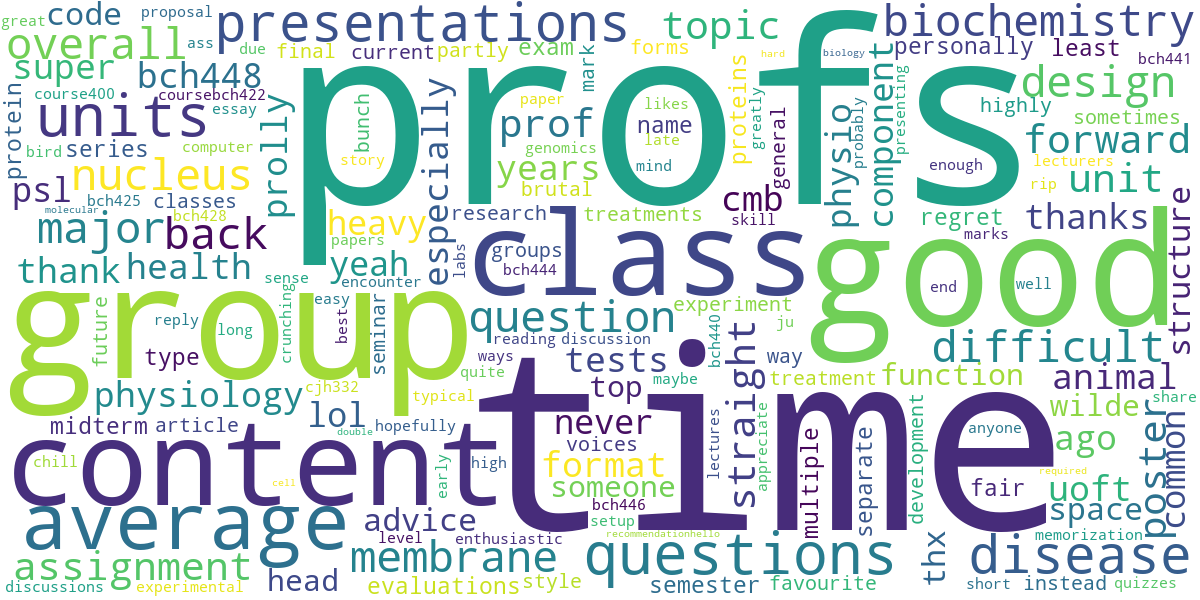 great
proposal
code
presentations
topic
biochemistry
overall
ass
due
final
current
partly
exam
mark
forms
hard
biology
personally
least
bch441
super
bch448
profs
design
course400
coursebch422
essay
prolly
bunch
especially
paper
prof
likes
name
late
proteins
greatly
general
physio
probably
component
presenting
highly
sometimes
protein
units
bird
series
computer
story
genomics
years
mind
enough
forward
lecturers
nucleus
psl
bch425
classes
brutal
cmb
skill
rip
unit
molecular
bch428
major
back
heavy
research
treatments
regret
marks
thanks
structure
papers
labs
groups
class
good
thank
health
yeah
bch444
end
well
sense
encounter
group
future
easy
experiment
reply
long
crunching
best
seminar
question
ju
difficult
reading
discussion
bch440
type
ways
quite
tests
maybe
straight
way
treatment
function
animal
physiology
cjh332
typical
top
share
midterm
article
lol
double
hopefully
never
voices
lectures
appreciate
multiple
separate
development
wilder
anyone
poster
common
ago
content
time
chill
early
high
format
required
cell
someone
fair
uoft
bch446
space
average
advice
setup
level
enthusiastic
recommendationhello
memorization
assignment
membrane
questions
thx
disease
discussions
experimental
head
evaluations
style
semester
favourite
short
instead
quizzes